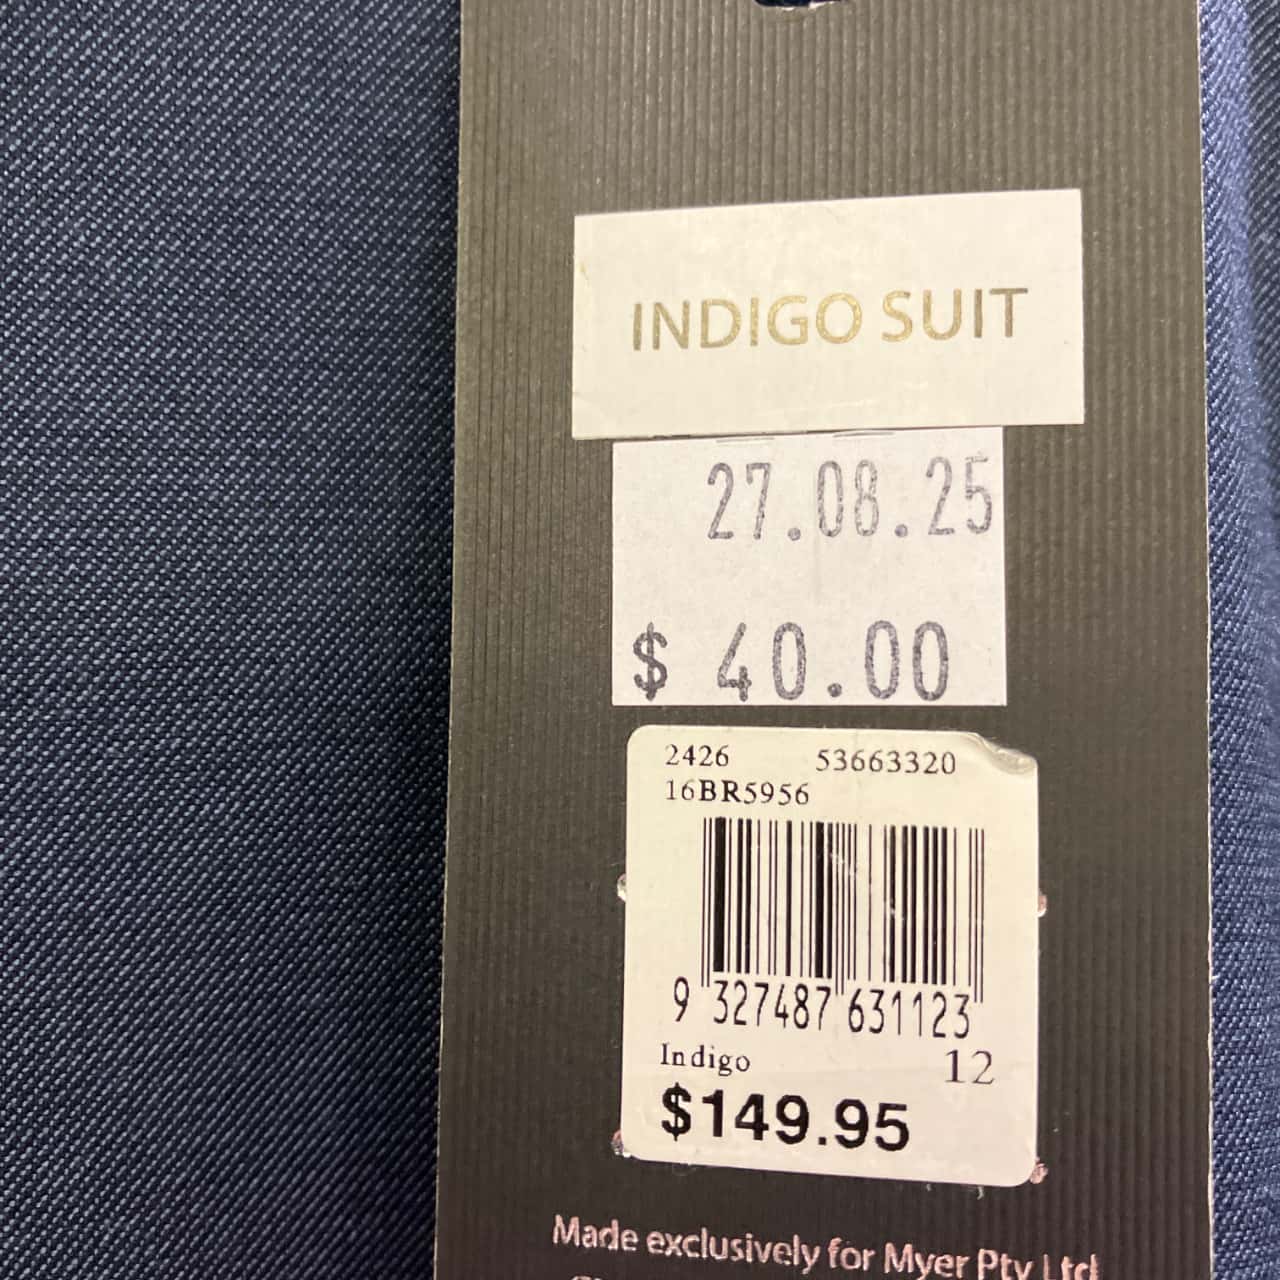 INDIGO SUIT
27.08.25
$ 40.00
2426 53663320
16BR5956
9 327487 631123
Indigo 12
$149.95
Made exclusively for Myer Pty Ltd